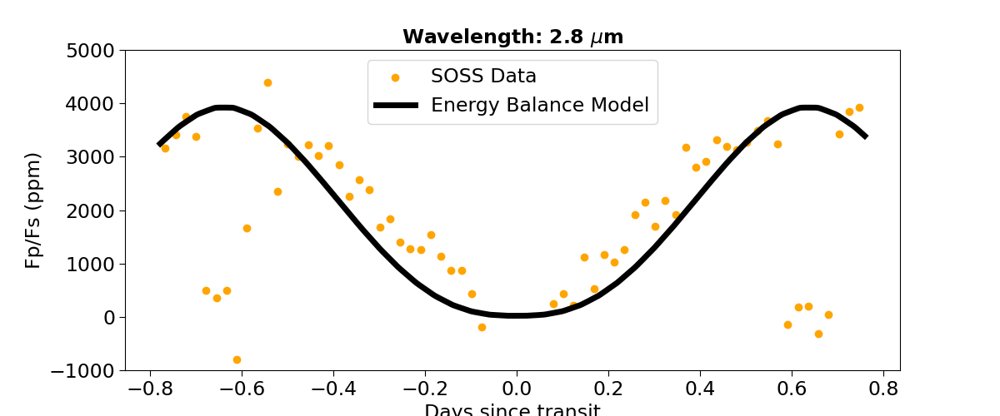 Wavelength: 2.8 μm
SOSS Data
Energy Balance Model
Fp/Fs (ppm)
5000
4000
3000
2000
1000
0
−1000
−0.8 −0.6 −0.4 −0.2 0.0 0.2 0.4 0.6 0.8
Days since transit